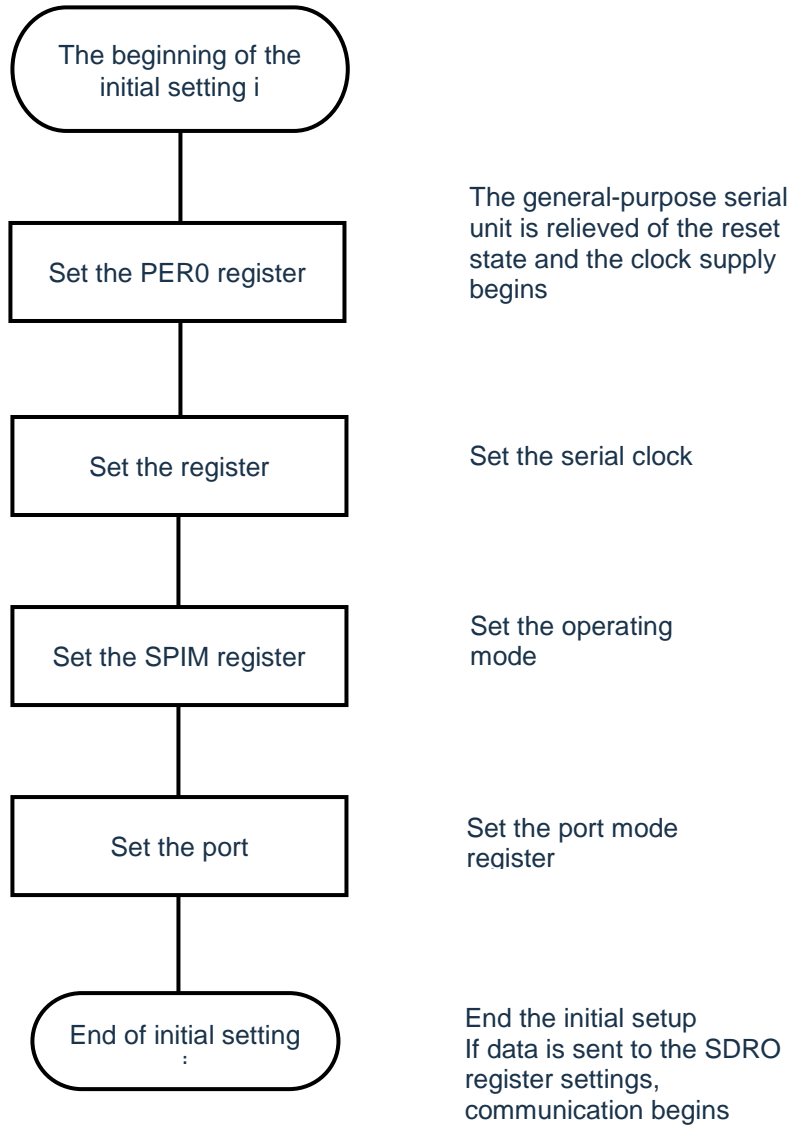 The beginning of the
initial setting i
The general-purpose serial
unit is relieved of the reset
state and the clock supply
begins
Set the PER0 register
Set the register
Set the serial clock
Set the SPIM register
Set the operating
mode
Set the port
Set the port mode
register
End of initial setting
:
End the initial setup
If data is sent to the SDRO
register settings,
communication begins